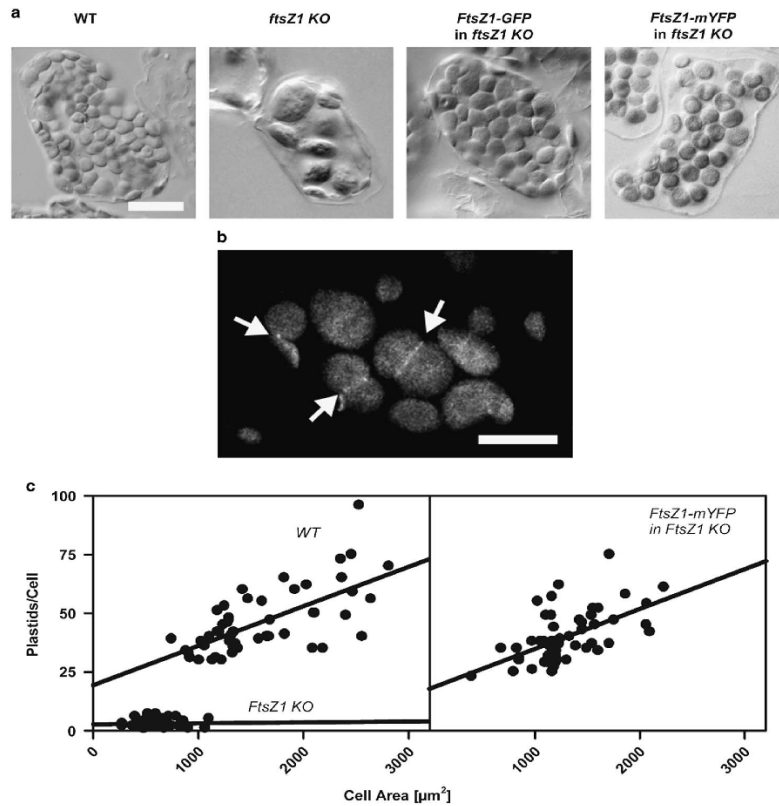 a
WT
ftsZ1 KO
FtsZ1-GFP
in ftsZ1 KO
FtsZ1-mYFP
in ftsZ1 KO
b
c
Plastids/Cell
100
75
50
25
0
WT
FtsZ1 KO
FtsZ1-mYFP
in FtsZ1 KO
0
1000
2000
3000
1000
2000
3000
Cell Area [µm²]